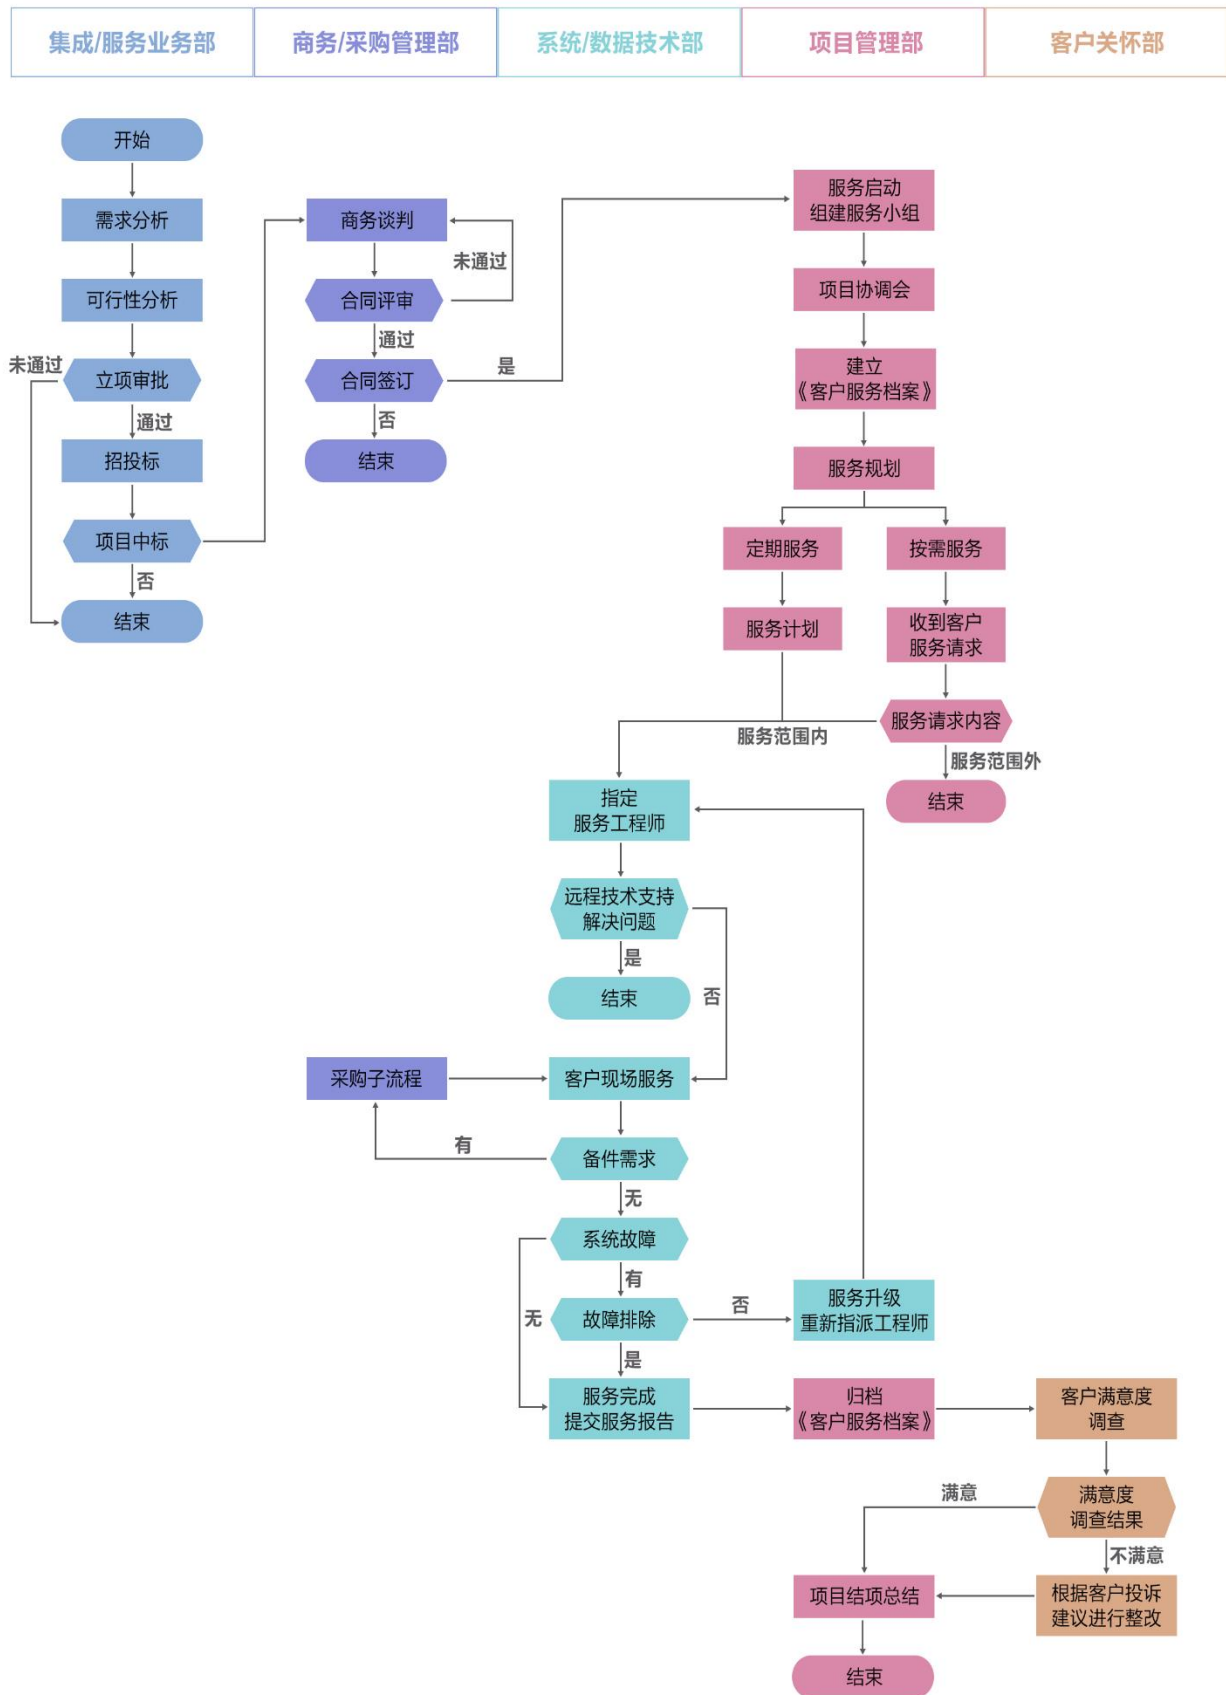 集成/服务业务部
商务/采购管理部
系统/数据技术部
项目管理部
客户关怀部
开始
需求分析
可行性分析
未通过
立项审批
通过
招投标
项目中标
否
结束
商务谈判
未通过
合同评审
通过
合同签订
是
否
结束
服务启动
组建服务小组
项目协调会
建立
《客户服务档案》
服务规划
定期服务
按需服务
服务计划
收到客户
服务请求
服务请求内容
服务范围内
服务范围外
结束
指定
服务工程师
远程技术支持
解决问题
是
否
结束
采购子流程
客户现场服务
有
备件需求
无
系统故障
有
无
故障排除
否
服务升级
重新指派工程师
是
服务完成
提交服务报告
归档
《客户服务档案》
客户满意度
调查
满意
满意度
调查结果
不满意
项目结项总结
根据客户投诉
建议进行整改
结束